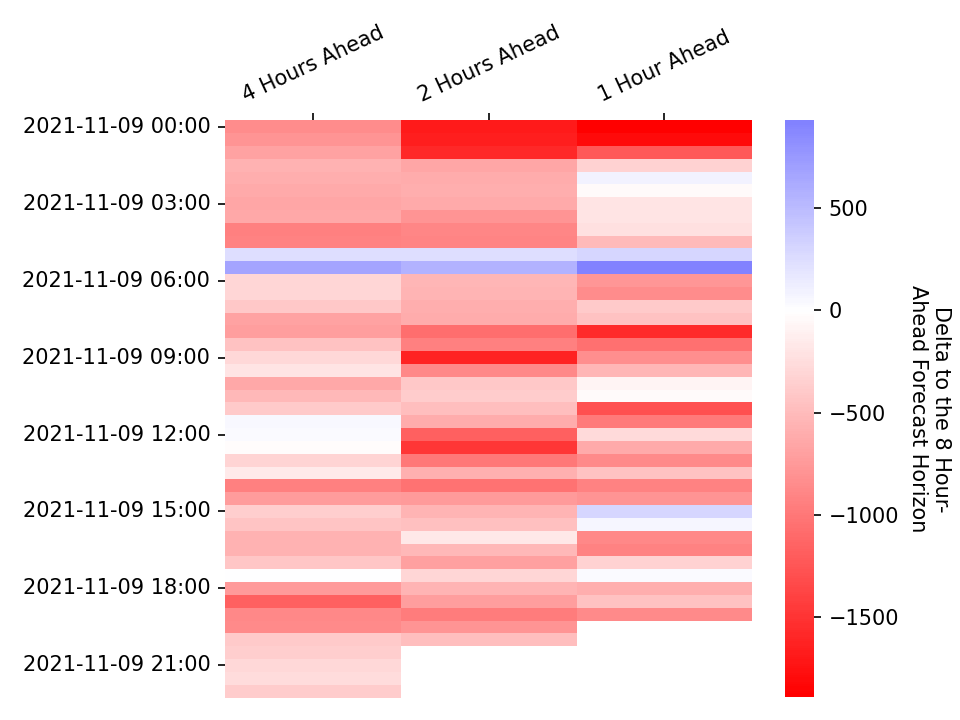 4 Hours Ahead
2 Hours Ahead
1 Hour Ahead
2021-11-09 00:00
2021-11-09 03:00
2021-11-09 06:00
2021-11-09 09:00
2021-11-09 12:00
2021-11-09 15:00
2021-11-09 18:00
2021-11-09 21:00
500
0
−500
−1000
−1500
Delta to the 8 Hour-
Ahead Forecast Horizon